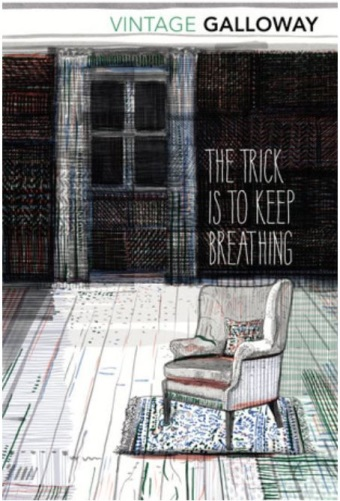 VINTAGE GALLOWAY
THE TRICK
IS TO KEEP
BREATHING